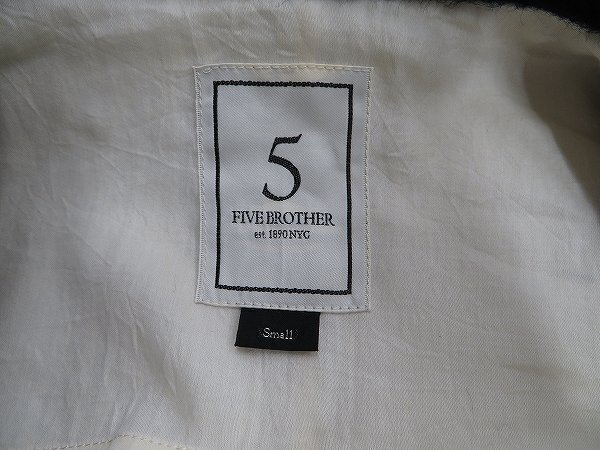 5
FIVE BROTHER
est. 1890 NYC
Small